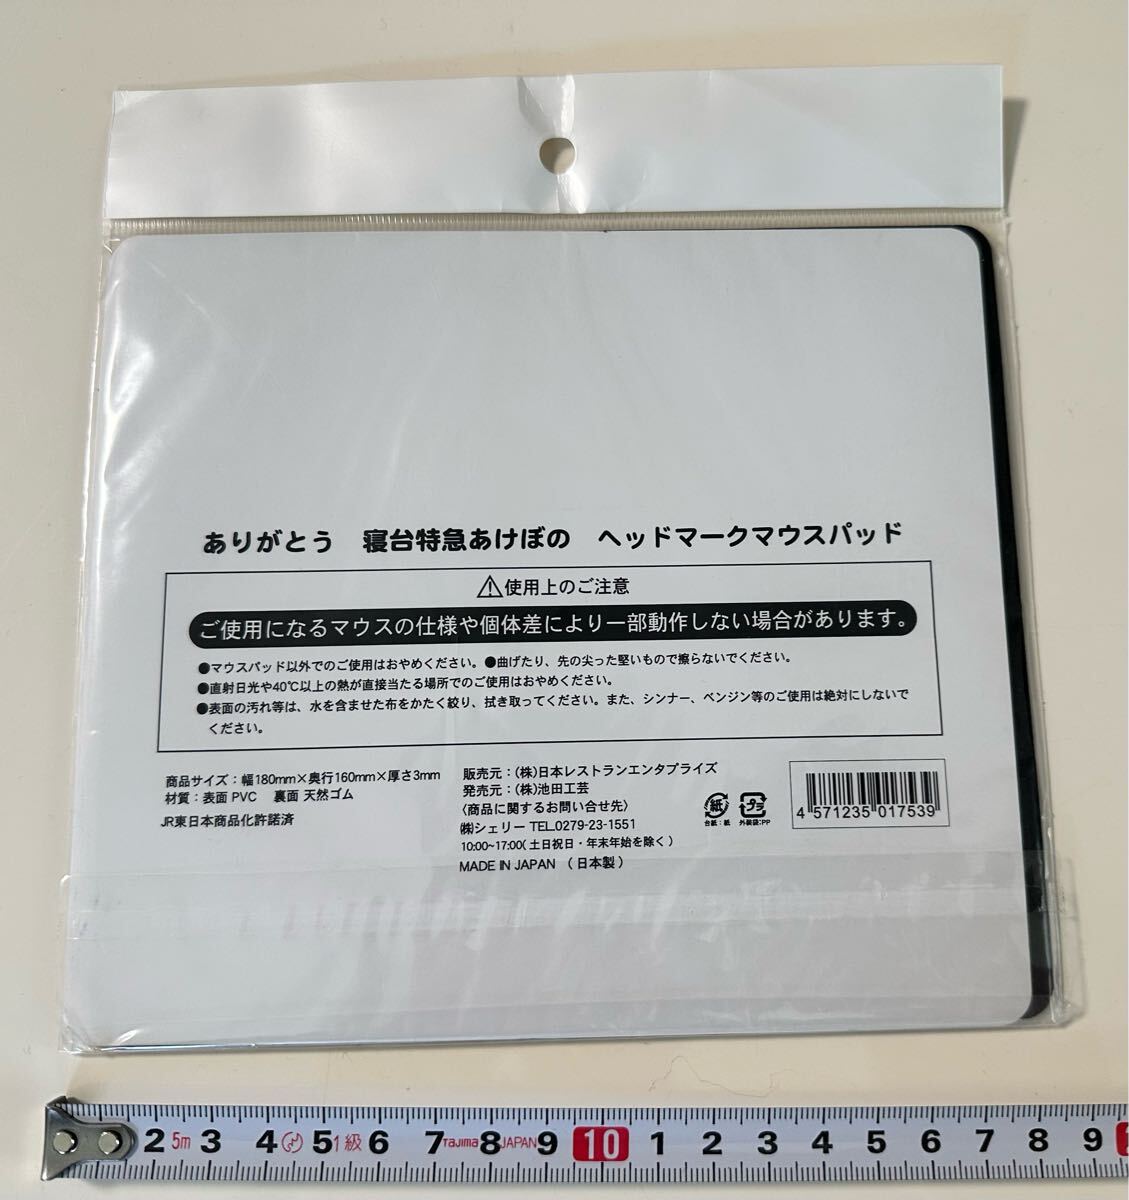 ありがとう 寝台特急あけぼの ヘッドマークマウスパッド
⚠使用上のご注意
ご使用になるマウスの仕様や個体差により一部動作しない場合があります。
●マウスパッド以外でのご使用はおやめください。●曲げたり、先の尖った堅いもので擦らないでください。
●直射日光や40℃以上の熱が直接当たる場所でのご使用はおやめください。
●表面の汚れ等は、水を含ませた布をかたく絞り、拭き取ってください。また、シンナー、ベンジン等のご使用は絶対にしないで
ください。
商品サイズ：幅180mm×奥行160mm×厚さ3mm
材質：表面 PVC 裏面 天然ゴム
JR東日本商品化許諾済
販売元：(株)日本レストランエンタプライズ
発売元：(株)池田工芸
〈商品に関するお問い合せ先〉
㈱シェリー TEL.0279-23-1551
10:00~17:00(土日祝日・年末年始を除く)
MADE IN JAPAN （日本製）
紙
台紙：紙
プラ
外装袋：PP
4 571235 017539
2 5m 3 4 5 1級 6 7 Tajima 8 JAPAN 9 10 1 2 3 4 5 6 7 8 9